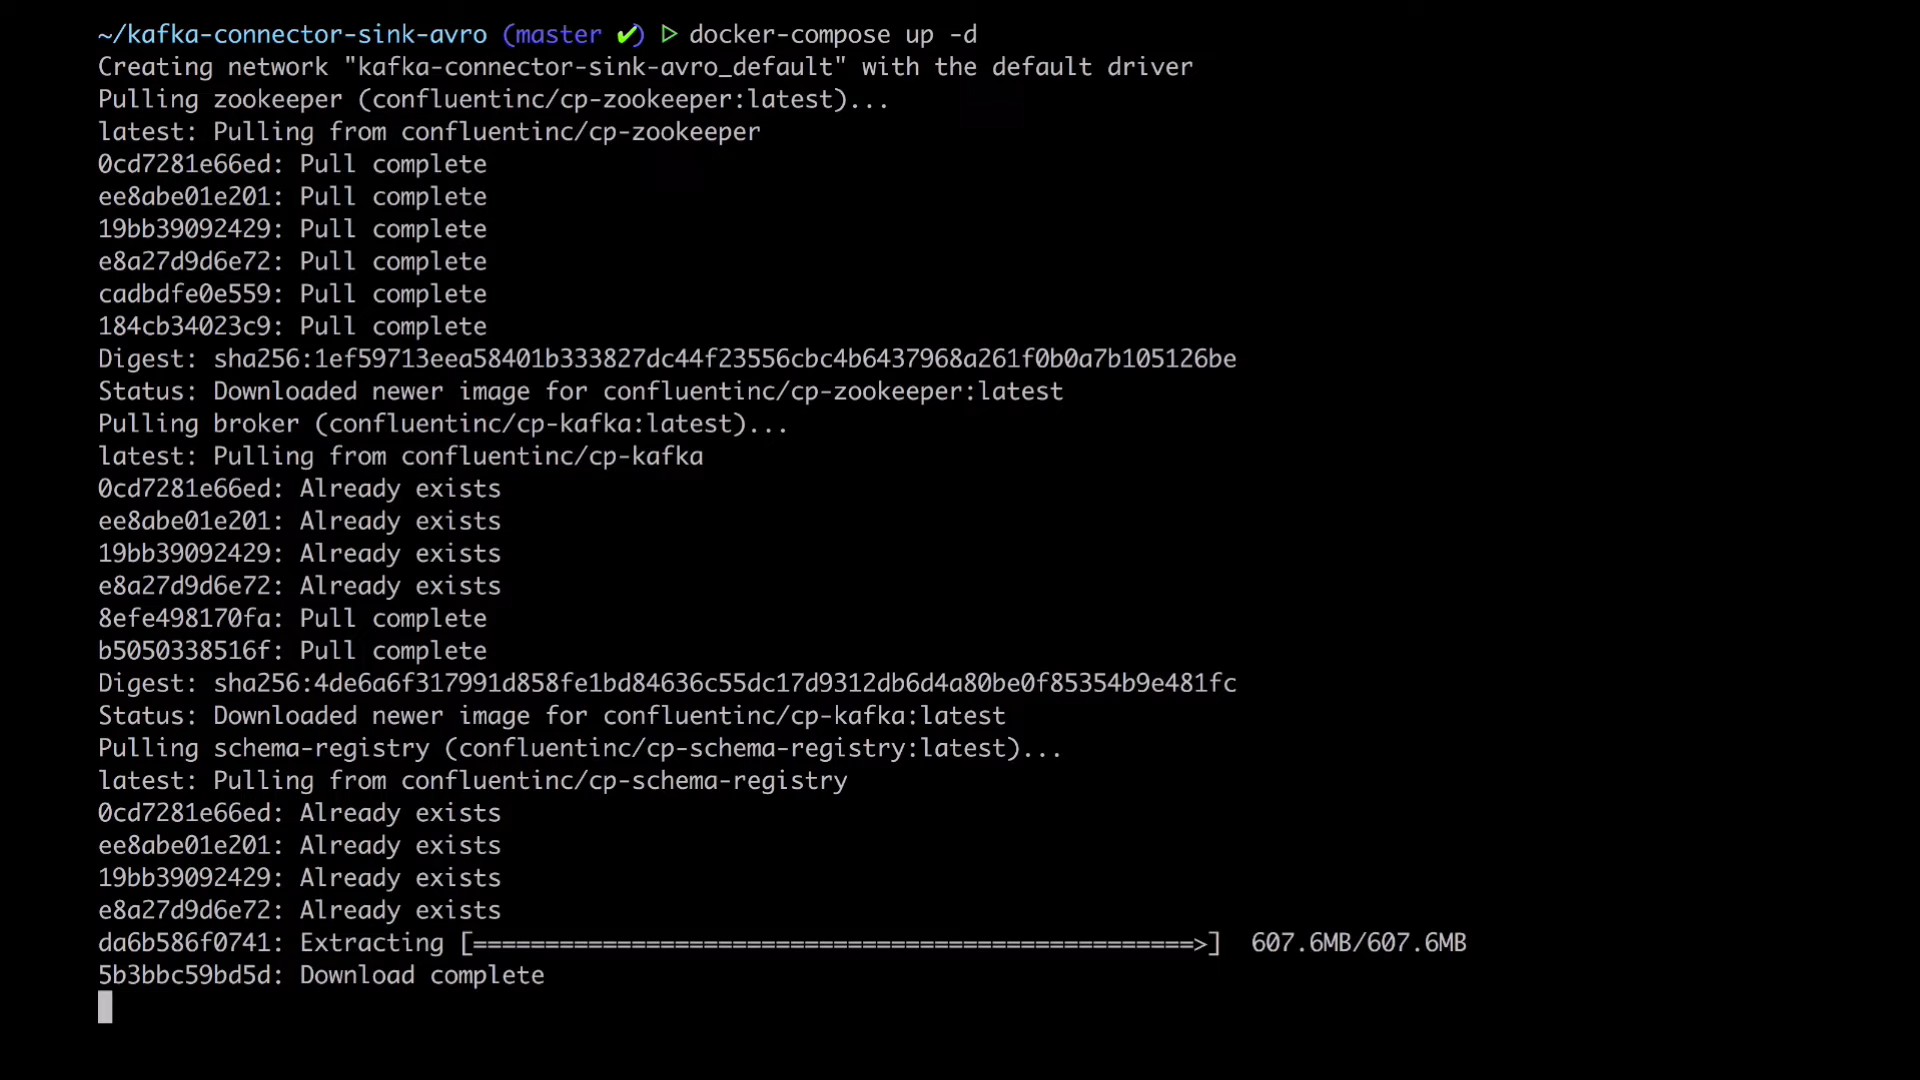 ~/kafka-connector-sink-avro (master ✔) ▷ docker-compose up -d
Creating network "kafka-connector-sink-avro_default" with the default driver
Pulling zookeeper (confluentinc/cp-zookeeper:latest)...
latest: Pulling from confluentinc/cp-zookeeper
0cd7281e66ed: Pull complete
ee8abe01e201: Pull complete
19bb39092429: Pull complete
e8a27d9d6e72: Pull complete
cadbdfe0e559: Pull complete
184cb34023c9: Pull complete
Digest: sha256:1ef59713eea58401b333827dc44f23556cbc4b6437968a261f0b0a7b105126be
Status: Downloaded newer image for confluentinc/cp-zookeeper:latest
Pulling broker (confluentinc/cp-kafka:latest)...
latest: Pulling from confluentinc/cp-kafka
0cd7281e66ed: Already exists
ee8abe01e201: Already exists
19bb39092429: Already exists
e8a27d9d6e72: Already exists
8efe498170fa: Pull complete
b5050338516f: Pull complete
Digest: sha256:4de6a6f317991d858fe1bd84636c55dc17d9312db6d4a80be0f85354b9e481fc
Status: Downloaded newer image for confluentinc/cp-kafka:latest
Pulling schema-registry (confluentinc/cp-schema-registry:latest)...
latest: Pulling from confluentinc/cp-schema-registry
0cd7281e66ed: Already exists
ee8abe01e201: Already exists
19bb39092429: Already exists
e8a27d9d6e72: Already exists
da6b586f0741: Extracting [==================================================>]  607.6MB/607.6MB
5b3bbc59bd5d: Download complete